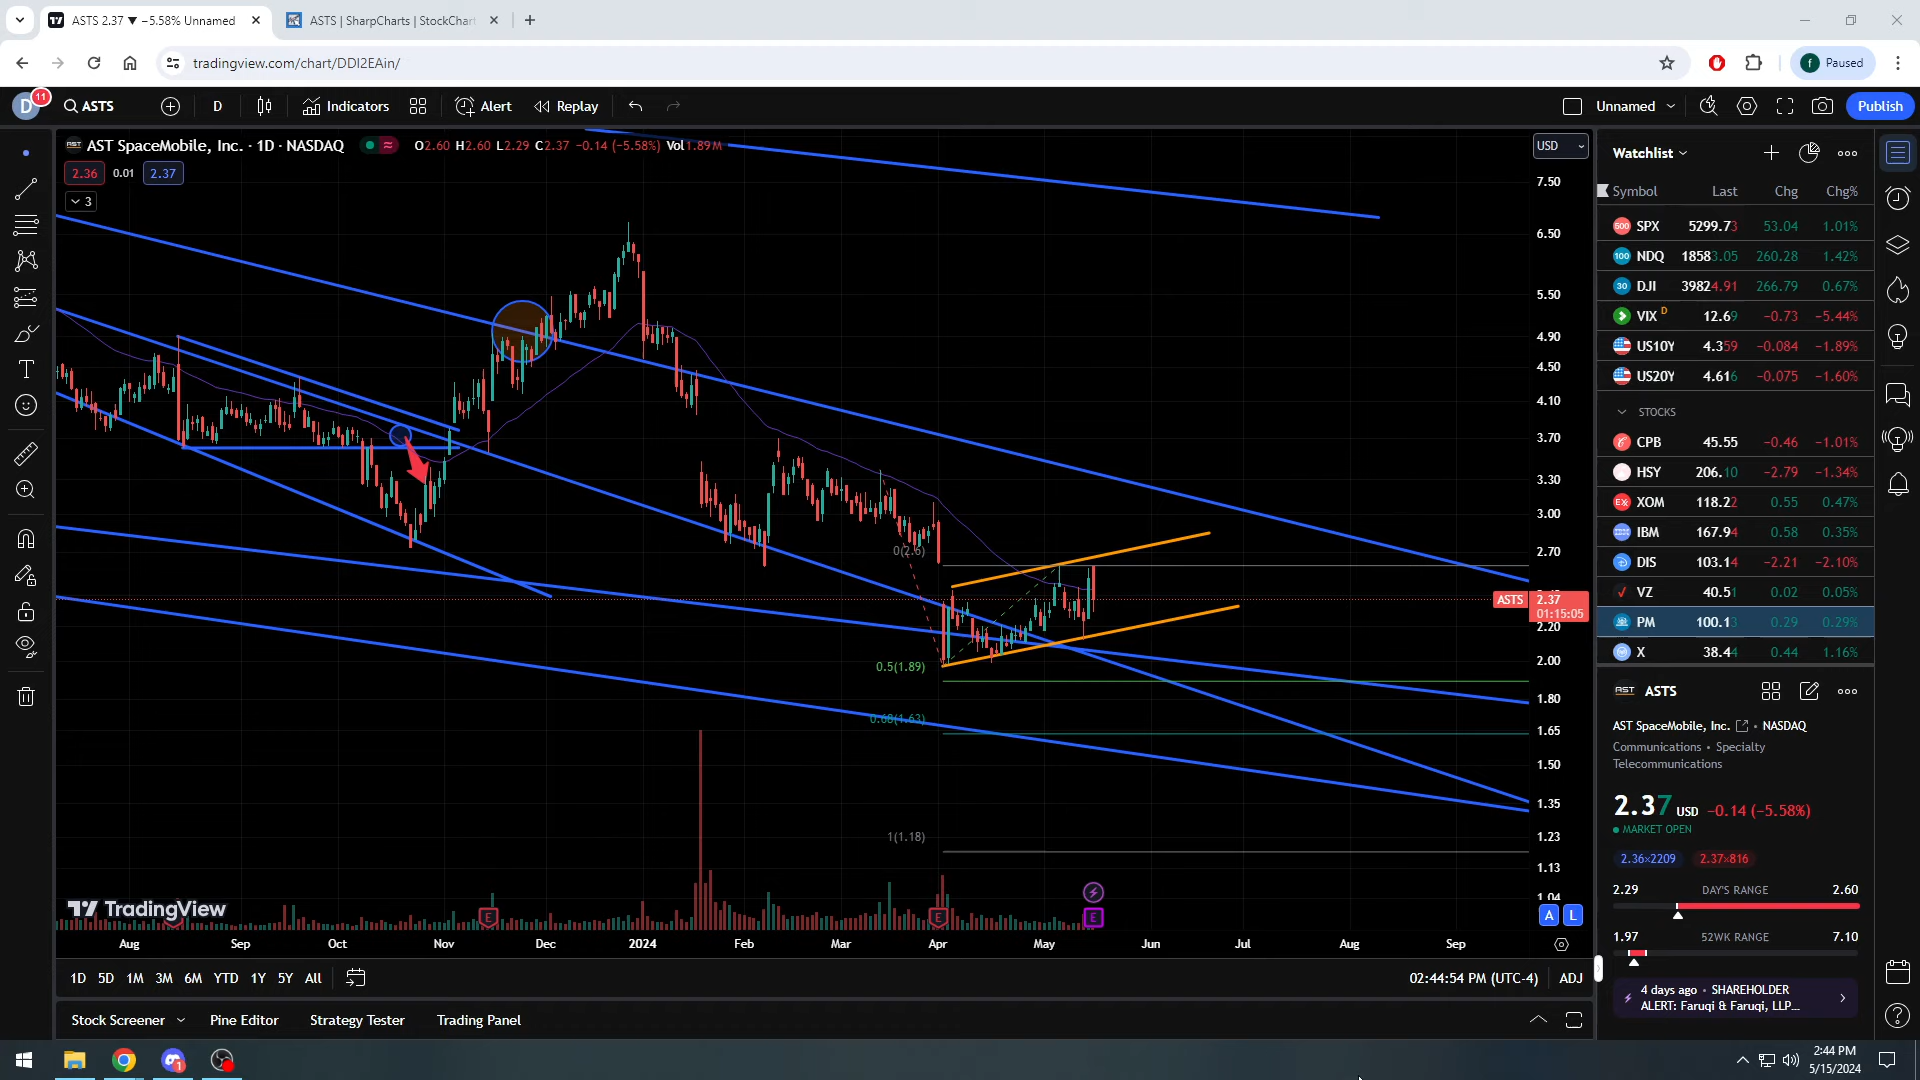 ASTS 2.37 ▼ −5.58% Unnamed
ASTS | SharpCharts | StockChart
tradingview.com/chart/DDI2EAin/
f Paused
D 11 ASTS D Indicators Alert Replay Unnamed Publish
AST SpaceMobile, Inc. · 1D · NASDAQ O2.60 H2.60 L2.29 C2.37 −0.14 (−5.58%) Vol1.89M
2.36 0.01 2.37
3
USD
7.50
6.50
5.50
4.90
4.50
4.10
3.70
3.30
3.00
2.70
ASTS 2.37
01:15:05
2.20
2.00
1.80
1.65
1.50
1.35
1.23
1.13
1.04
0(2.6)
0.5(1.89)
0.68(1.63)
1(1.18)
TradingView
E E E
A L
Aug Sep Oct Nov Dec 2024 Feb Mar Apr May Jun Jul Aug Sep
1D 5D 1M 3M 6M YTD 1Y 5Y All
02:44:54 PM (UTC-4) ADJ
Stock Screener Pine Editor Strategy Tester Trading Panel
Watchlist
Symbol Last Chg Chg%
500 SPX 5299.73 53.04 1.01%
100 NDQ 18583.05 260.28 1.42%
30 DJI 39824.91 266.79 0.67%
VIX D 12.69 −0.73 −5.44%
US10Y 4.359 −0.084 −1.89%
US20Y 4.616 −0.075 −1.60%
STOCKS
CPB 45.55 −0.46 −1.01%
HSY 206.10 −2.79 −1.34%
XOM 118.22 0.55 0.47%
IBM 167.94 0.58 0.35%
DIS 103.14 −2.21 −2.10%
VZ 40.51 0.02 0.05%
PM 100.13 0.29 0.29%
X 38.44 0.44 1.16%
AST ASTS
AST SpaceMobile, Inc. • NASDAQ
Communications • Specialty
Telecommunications
2.37 USD −0.14 (−5.58%)
MARKET OPEN
2.36×2209 2.37×816
2.29 DAY'S RANGE 2.60
1.97 52WK RANGE 7.10
4 days ago • SHAREHOLDER
ALERT: Faruqi & Faruqi, LLP...
1
2:44 PM
5/15/2024